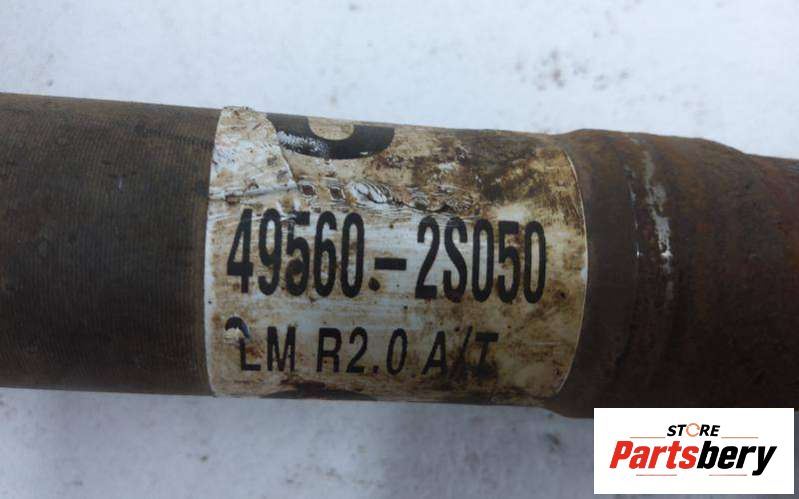 49560-2S050
LM R2.0 A/T
STORE
Partsbery